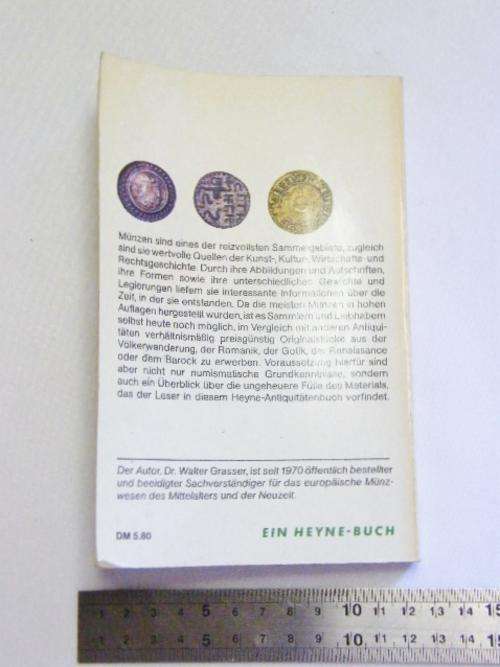 Münzen sind eines der reizvollsten Sammelgebiete, zugleich
sind sie wertvolle Quellen der Kunst-, Kultur-, Wirtschafts- und
Rechtsgeschichte. Durch ihre Abbildungen und Aufschriften,
ihre Formen sowie ihre unterschiedlichen Gewichte und
Legierungen liefern sie interessante Informationen über die
Zeit, in der sie entstanden. Da die meisten Münzen in hohen
Auflagen hergestellt wurden, ist es Sammlern und Liebhabern
selbst heute noch möglich, im Vergleich mit anderen Antiqui-
täten verhältnismäßig preisgünstig Originalstücke aus der
Völkerwanderung, der Romanik, der Gotik, der Renaissance
oder dem Barock zu erwerben. Voraussetzung hierfür sind
aber nicht nur numismatische Grundkenntnisse, sondern
auch ein Überblick über die ungeheuere Fülle des Materials,
das der Leser in diesem Heyne-Antiquitätenbuch vorfindet.
Der Autor, Dr. Walter Grasser, ist seit 1970 öffentlich bestellter
und beeidigter Sachverständiger für das europäische Münz-
wesen des Mittelalters und der Neuzeit.
DM 5.80
EIN HEYNE-BUCH
1 2 3 4 5 6 7 8 9 10 11 12 13 14 15
1 2 3 4 5 6 7 8 9 10 11 12 13 14 15